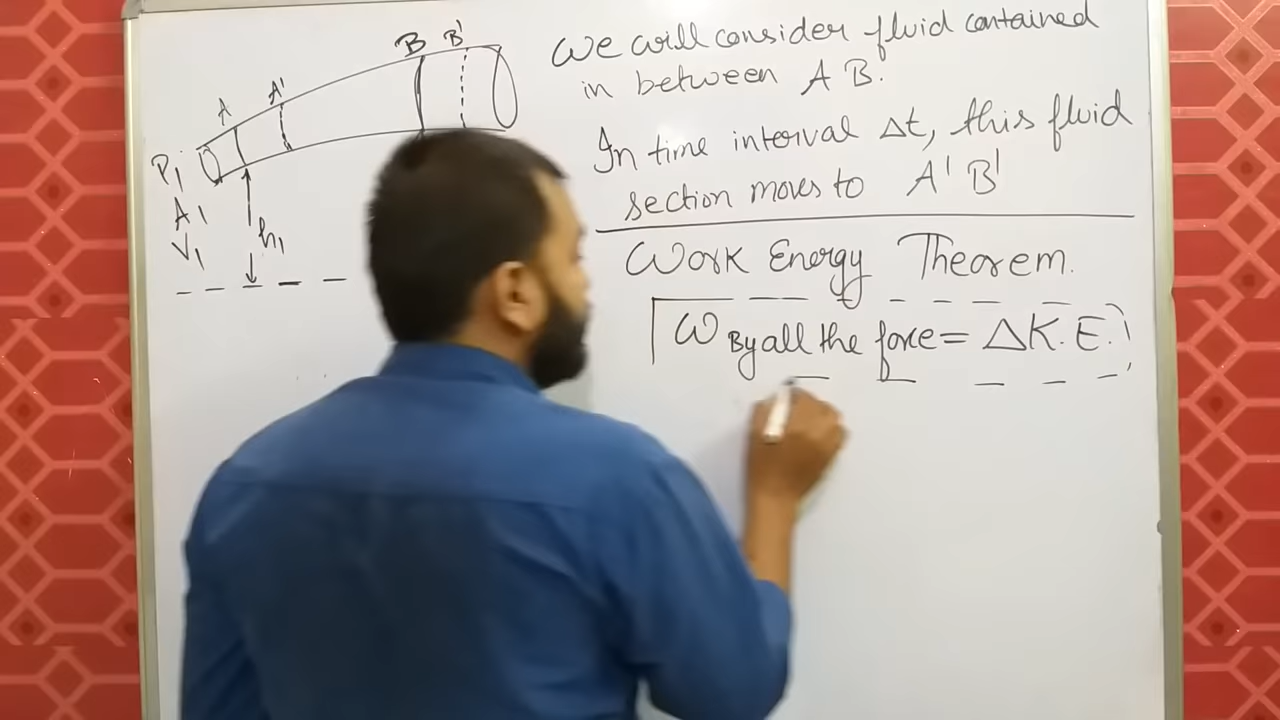 B B'
A A'
P1
A1
V1
h1
We will consider fluid contained
in between A B.
In time interval Δt, this fluid
section moves to A' B'
Work Energy Theorem.
W By all the force = ΔK.E.